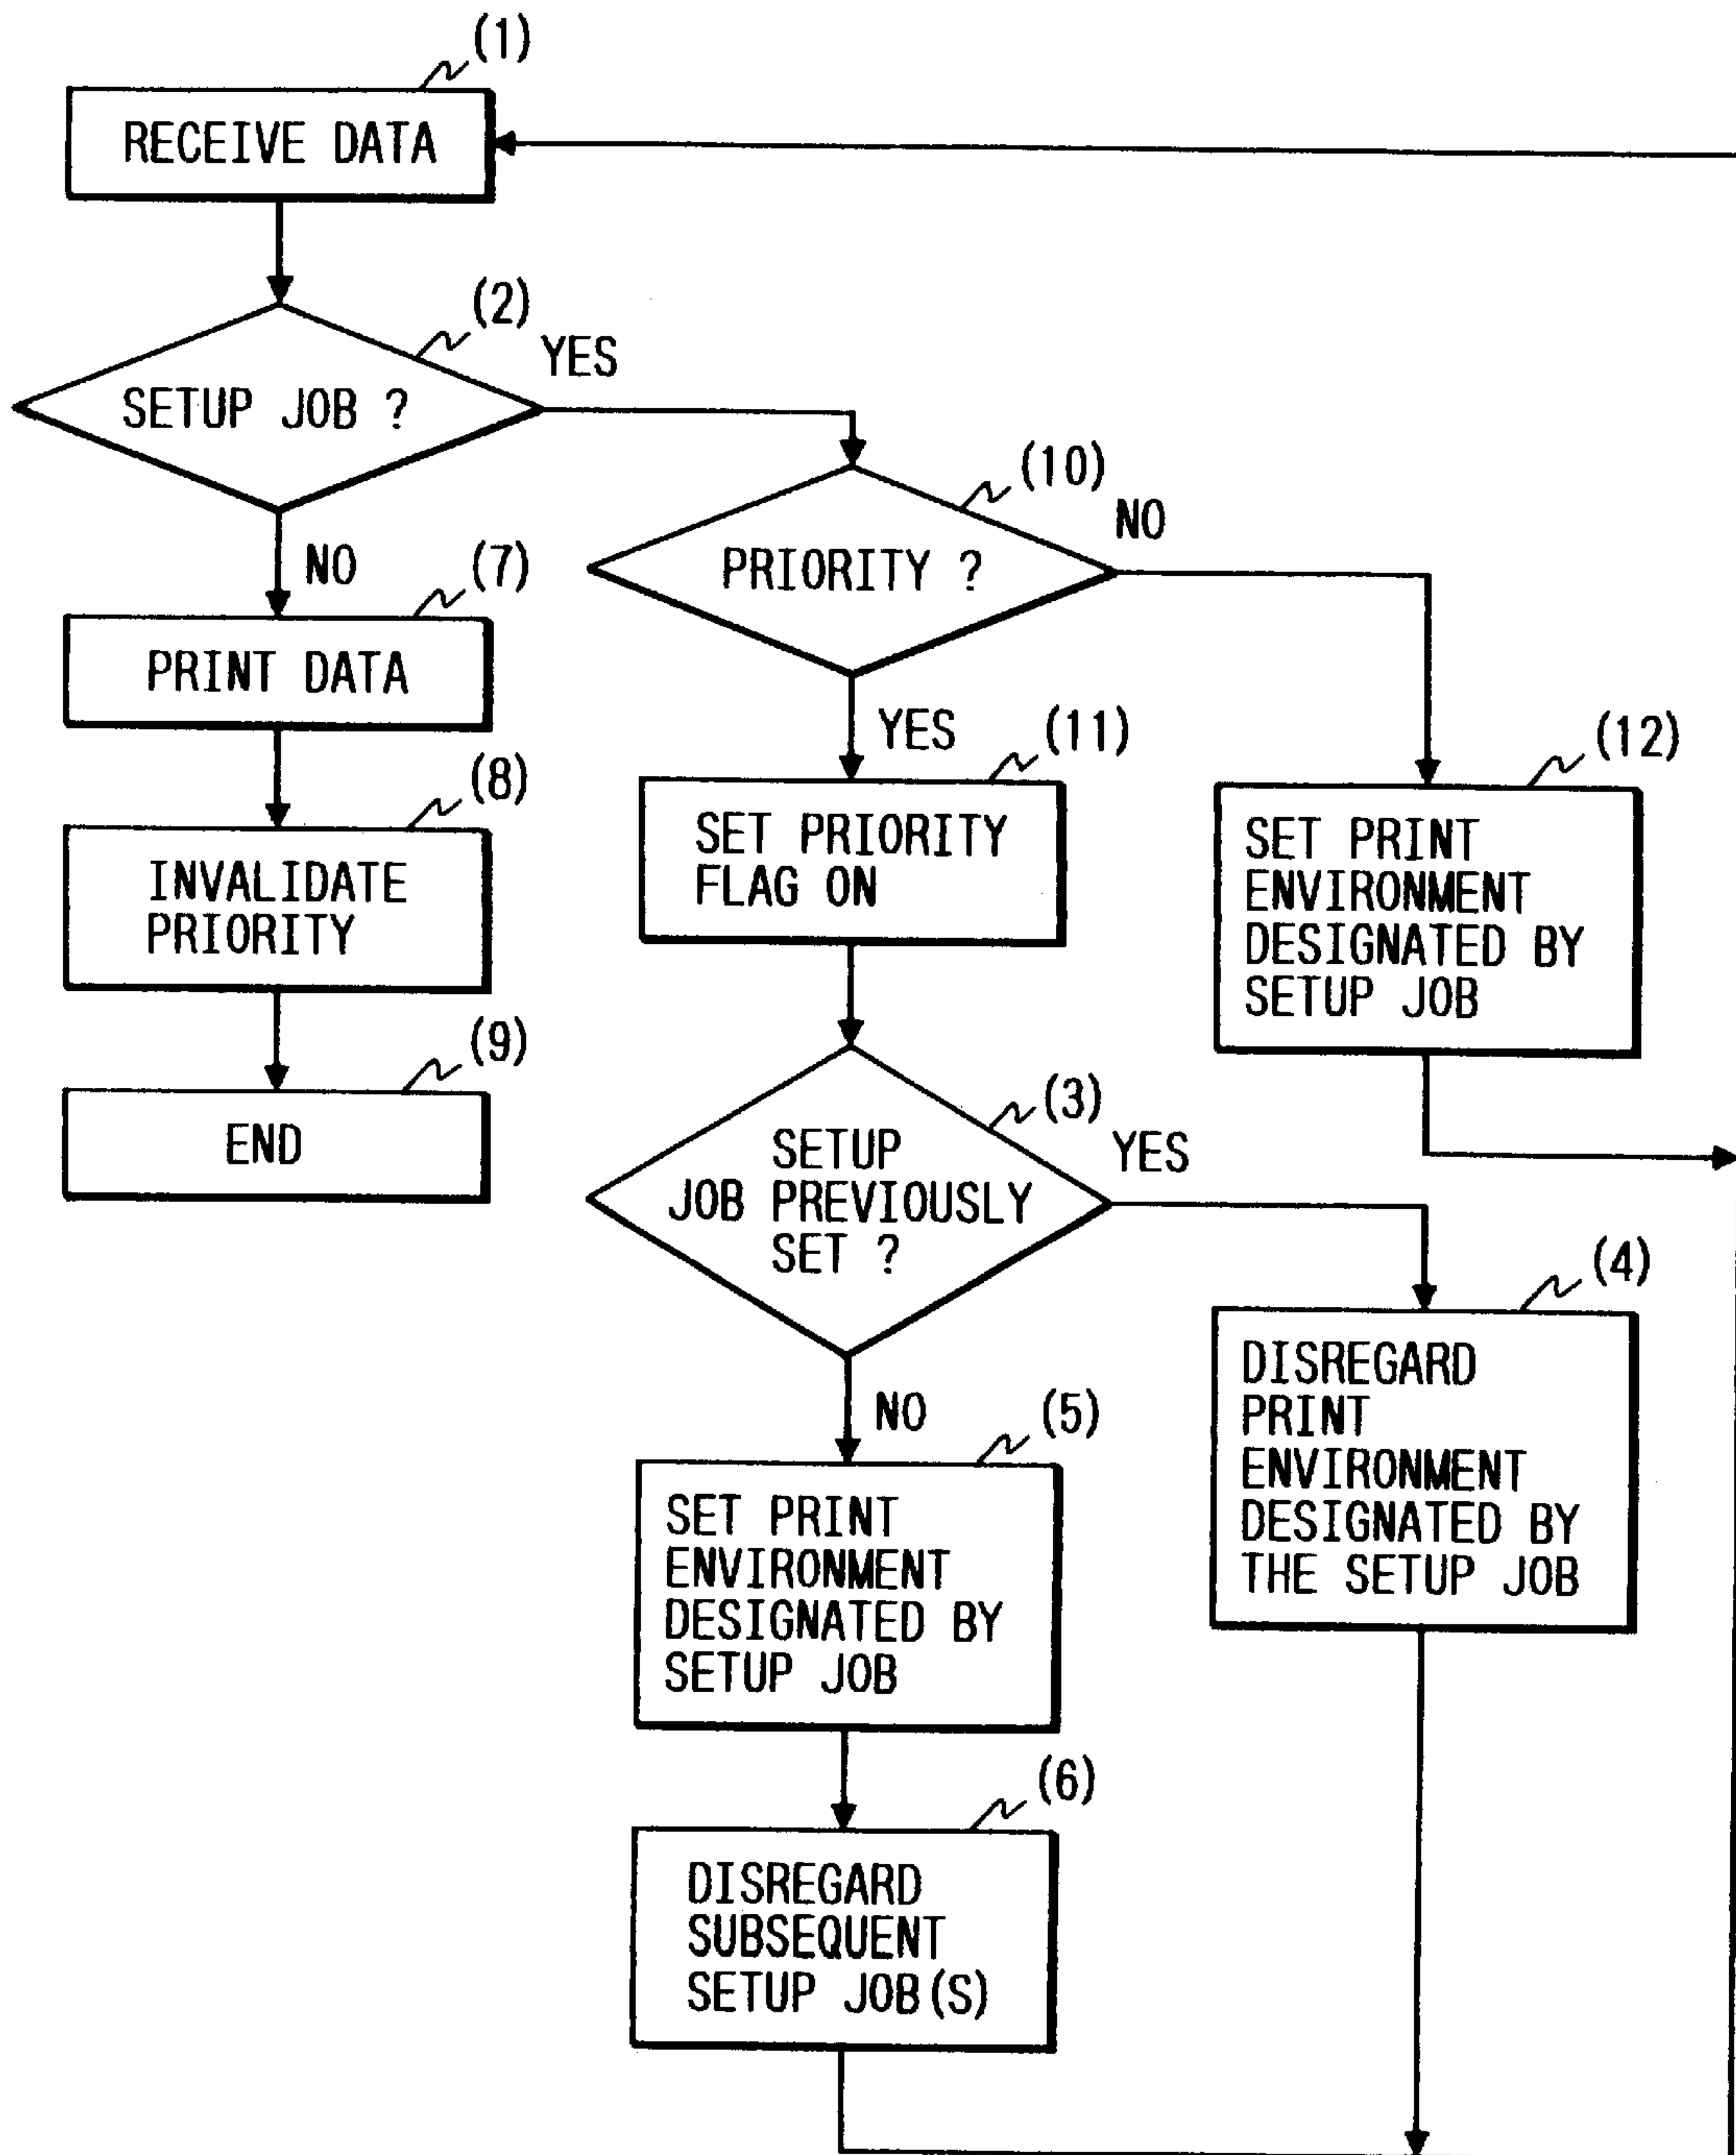 (1)
RECEIVE DATA
(2)
YES
SETUP JOB ?
(10)
NO
PRIORITY ?
NO
(7)
PRINT DATA
YES
(11)
(12)
(8)
SET PRIORITY
FLAG ON
SET PRINT
ENVIRONMENT
DESIGNATED BY
SETUP JOB
INVALIDATE
PRIORITY
(9)
END
(3)
YES
SETUP
JOB PREVIOUSLY
SET ?
(4)
DISREGARD
PRINT
ENVIRONMENT
DESIGNATED BY
THE SETUP JOB
NO
(5)
SET PRINT
ENVIRONMENT
DESIGNATED BY
SETUP JOB
(6)
DISREGARD
SUBSEQUENT
SETUP JOB(S)